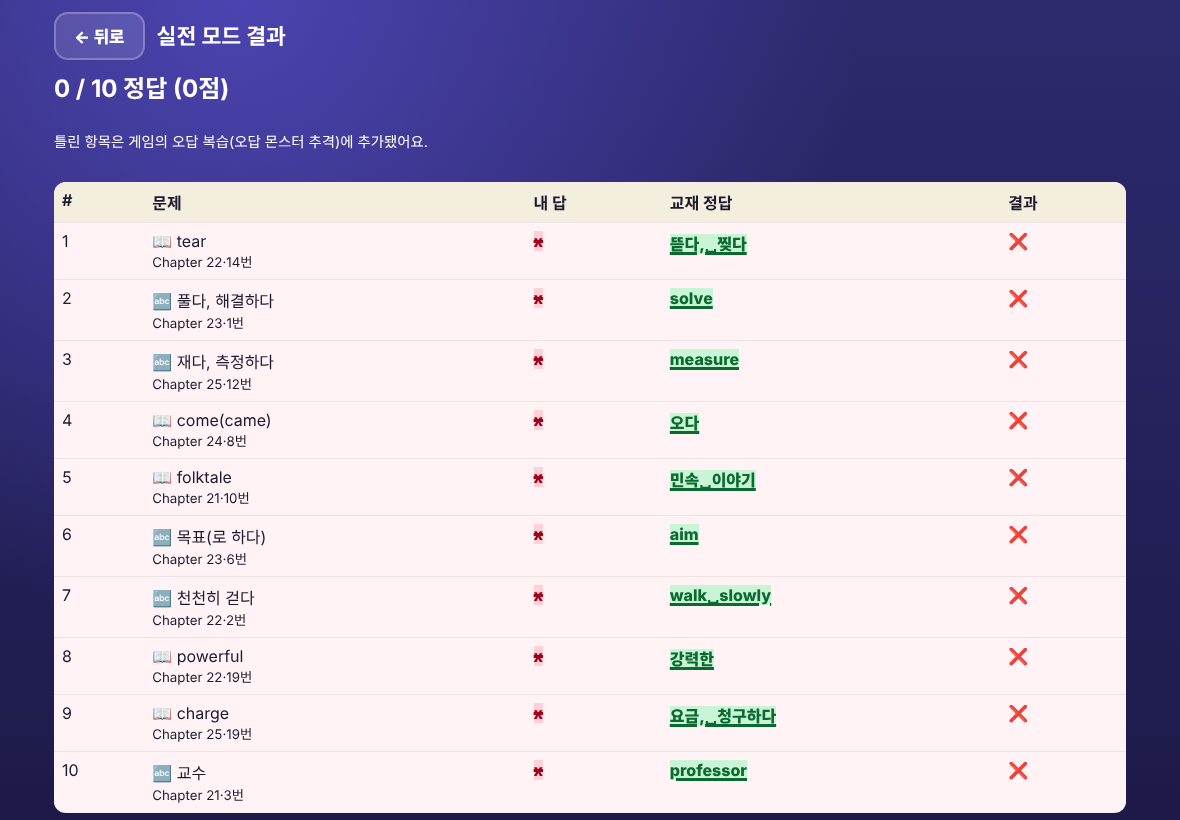 ← 뒤로 실전 모드 결과
0 / 10 정답 (0점)
틀린 항목은 게임의 오답 복습(오답 몬스터 추격)에 추가됐어요.
# 문제 내 답 교재 정답 결과
1 📖 tear × 뜯다,␣찢다 ❌
Chapter 22·14번
2 🔤 풀다, 해결하다 × solve ❌
Chapter 23·1번
3 🔤 재다, 측정하다 × measure ❌
Chapter 25·12번
4 📖 come(came) × 오다 ❌
Chapter 24·8번
5 📖 folktale × 민속␣이야기 ❌
Chapter 21·10번
6 🔤 목표(로 하다) × aim ❌
Chapter 23·6번
7 🔤 천천히 걷다 × walk␣slowly ❌
Chapter 22·2번
8 📖 powerful × 강력한 ❌
Chapter 22·19번
9 📖 charge × 요금,␣청구하다 ❌
Chapter 25·19번
10 🔤 교수 × professor ❌
Chapter 21·3번